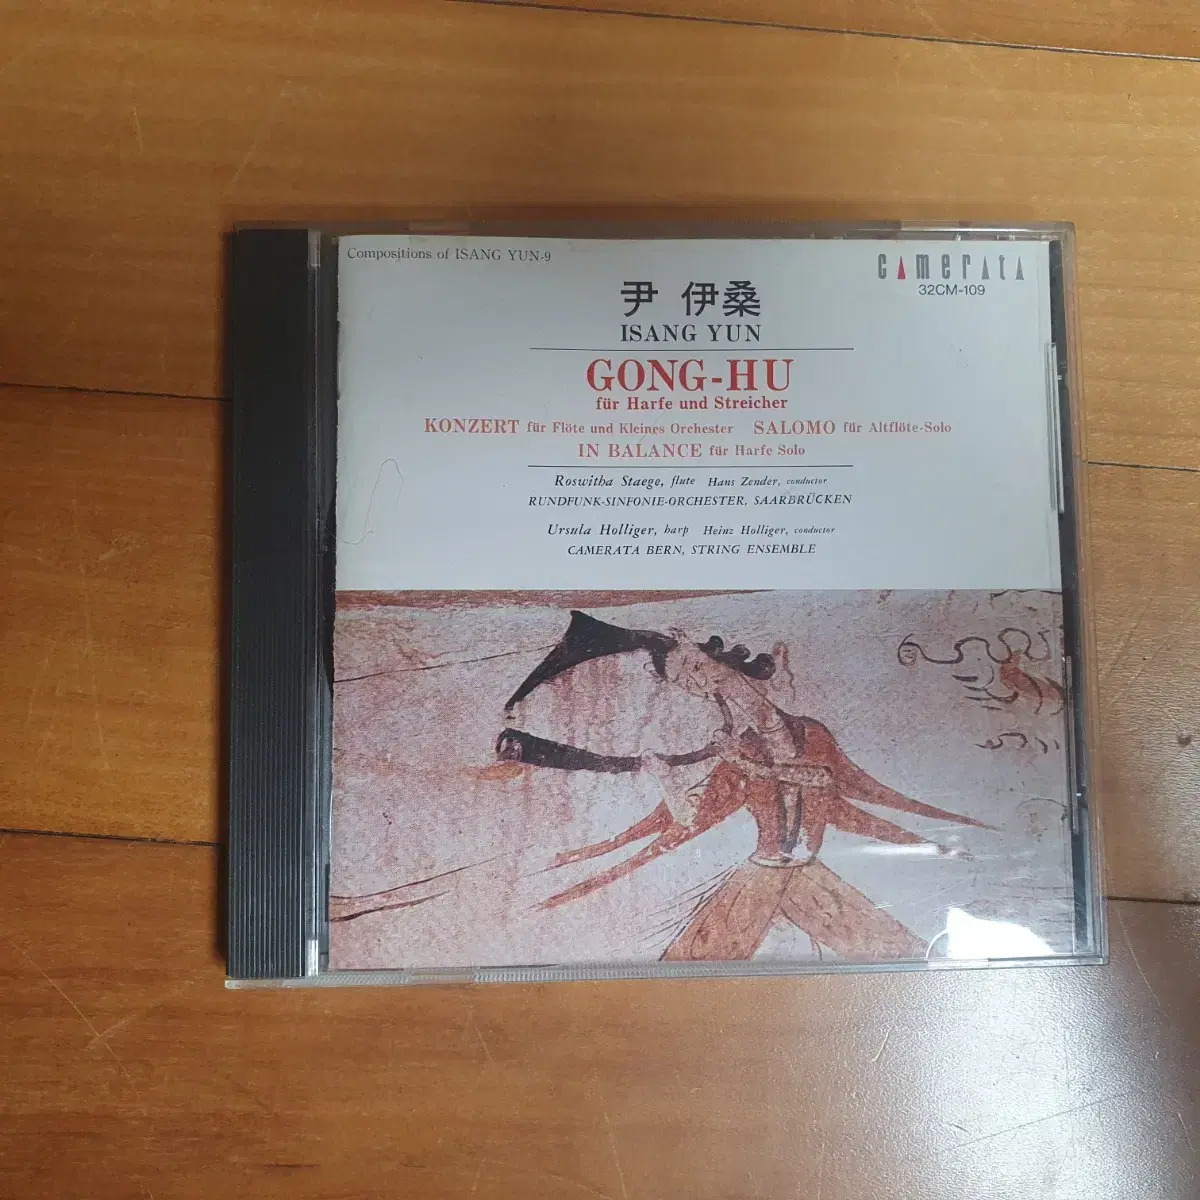 Compositions of ISANG YUN-9
camerata
32CM-109
尹 伊桑
ISANG YUN
GONG-HU
für Harfe und Streicher
KONZERT für Flöte und Kleines Orchester SALOMO für Altflöte-Solo
IN BALANCE für Harfe Solo
Roswitha Staege, flute Hans Zender, conductor
RUNDFUNK-SINFONIE-ORCHESTER, SAARBRÜCKEN
Ursula Holliger, harp Heinz Holliger, conductor
CAMERATA BERN, STRING ENSEMBLE